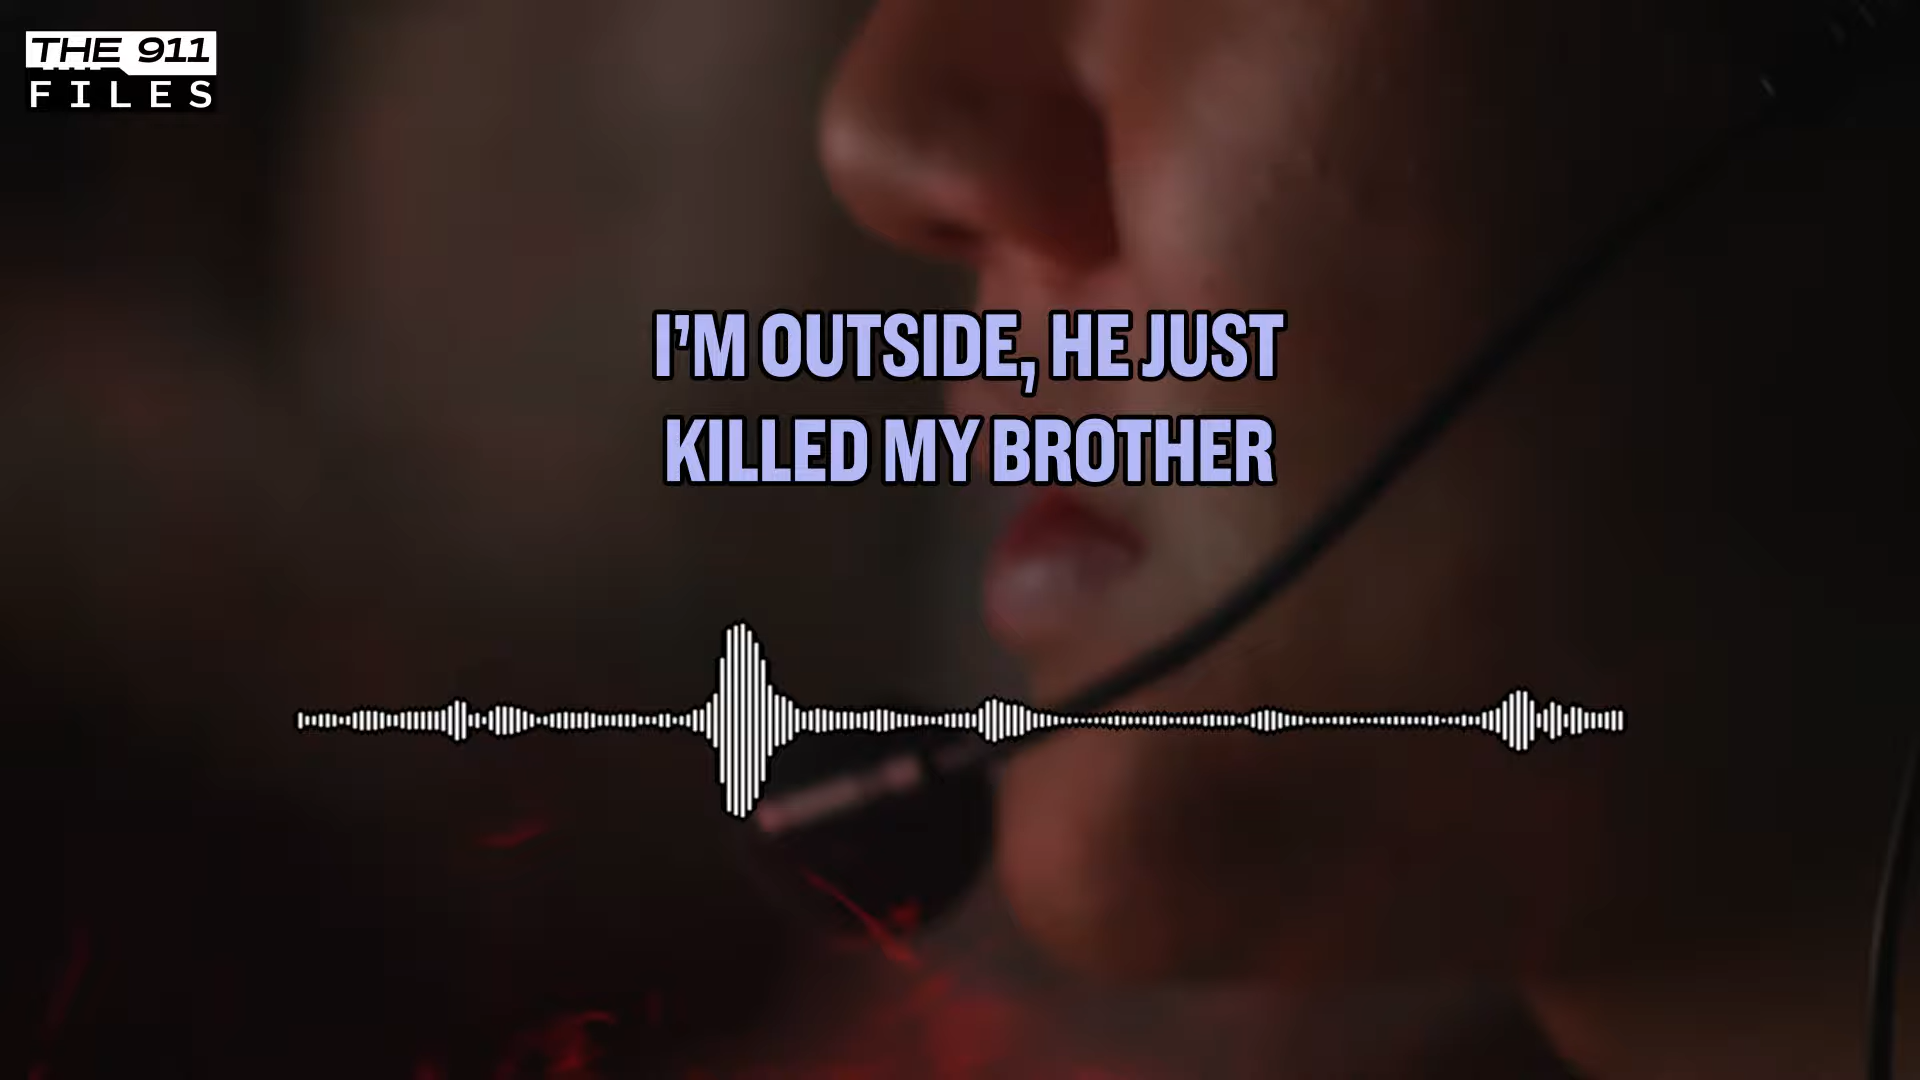 THE 911
FILES
I'M OUTSIDE, HE JUST
KILLED MY BROTHER